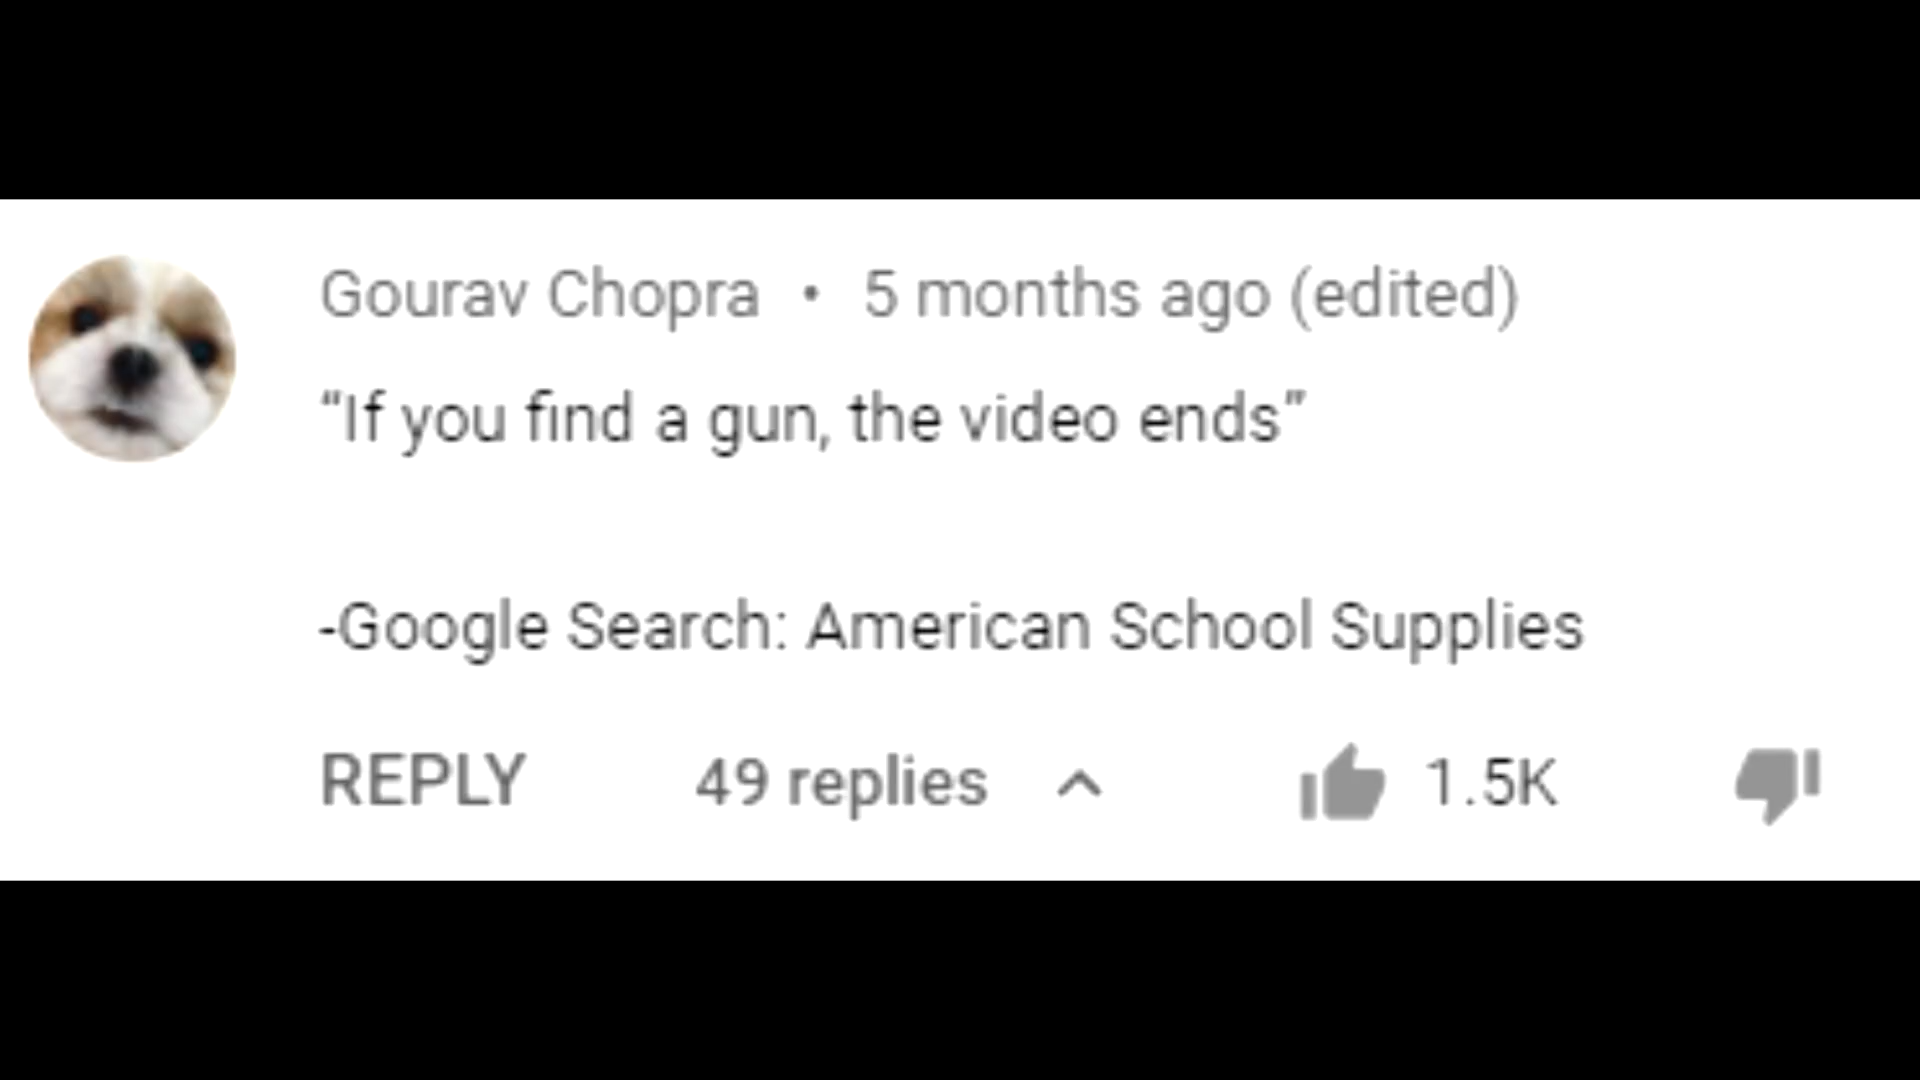 Gourav Chopra • 5 months ago (edited)
“If you find a gun, the video ends”
-Google Search: American School Supplies
REPLY 49 replies 1.5K